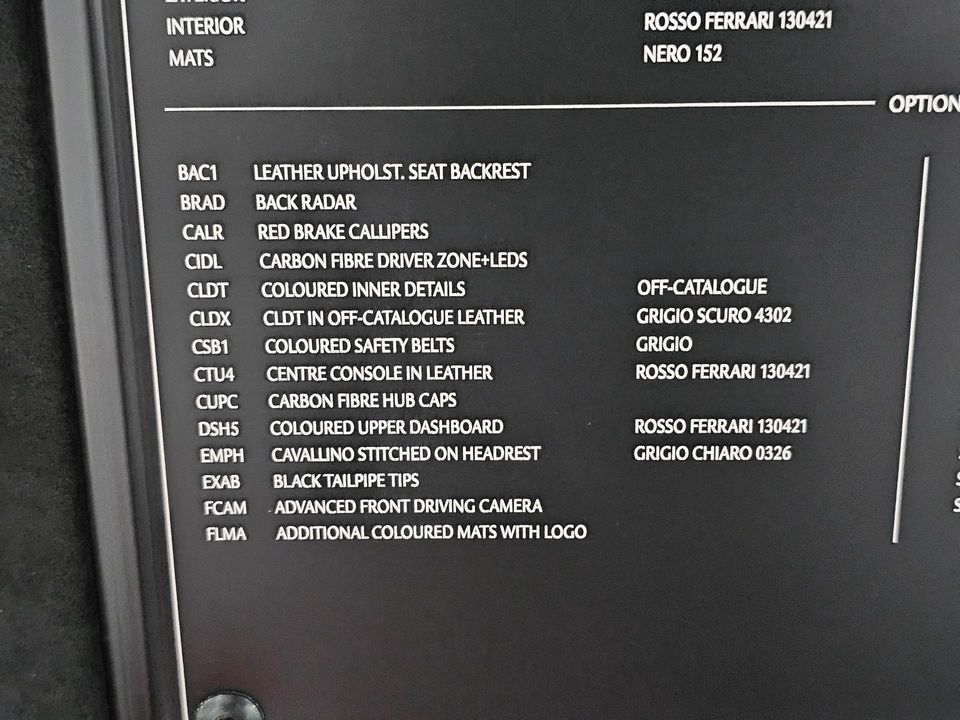 INTERIOR ROSSO FERRARI 130421
MATS NERO 152
BAC1 LEATHER UPHOLST. SEAT BACKREST
BRAD BACK RADAR
CALR RED BRAKE CALLIPERS
CIDL CARBON FIBRE DRIVER ZONE+LEDS
CLDT COLOURED INNER DETAILS OFF-CATALOGUE
CLDX CLDT IN OFF-CATALOGUE LEATHER GRIGIO SCURO 4302
CSB1 COLOURED SAFETY BELTS GRIGIO
CTU4 CENTRE CONSOLE IN LEATHER ROSSO FERRARI 130421
CUPC CARBON FIBRE HUB CAPS
DSH5 COLOURED UPPER DASHBOARD ROSSO FERRARI 130421
EMPH CAVALLINO STITCHED ON HEADREST GRIGIO CHIARO 0326
EXAB BLACK TAILPIPE TIPS
FCAM ADVANCED FRONT DRIVING CAMERA
FLMA ADDITIONAL COLOURED MATS WITH LOGO